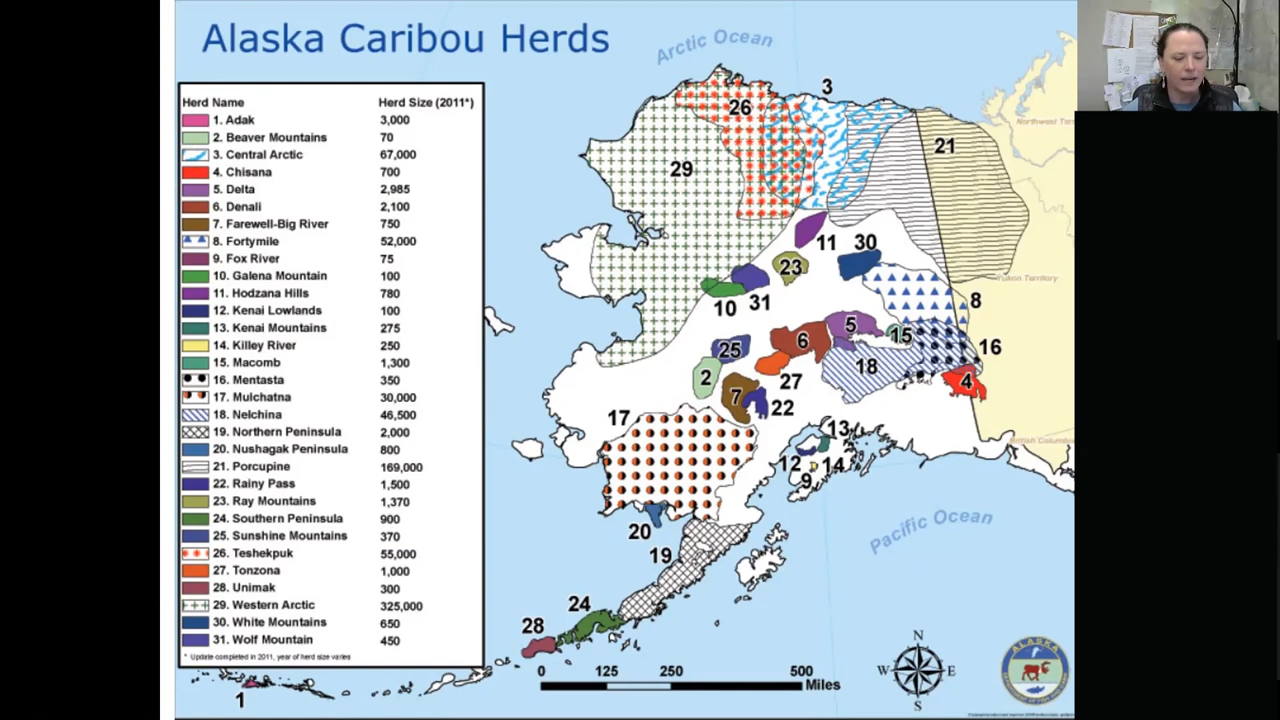 Alaska Caribou Herds
Herd Name Herd Size (2011*)
1. Adak 3,000
2. Beaver Mountains 70
3. Central Arctic 67,000
4. Chisana 700
5. Delta 2,985
6. Denali 2,100
7. Farewell-Big River 750
8. Fortymile 52,000
9. Fox River 75
10. Galena Mountain 100
11. Hodzana Hills 780
12. Kenai Lowlands 100
13. Kenai Mountains 275
14. Killey River 250
15. Macomb 1,300
16. Mentasta 350
17. Mulchatna 30,000
18. Nelchina 46,500
19. Northern Peninsula 2,000
20. Nushagak Peninsula 800
21. Porcupine 169,000
22. Rainy Pass 1,500
23. Ray Mountains 1,370
24. Southern Peninsula 900
25. Sunshine Mountains 370
26. Teshekpuk 55,000
27. Tonzona 1,000
28. Unimak 300
29. Western Arctic 325,000
30. White Mountains 650
31. Wolf Mountain 450
* Update completed in 2011, year of herd size varies
Arctic Ocean
3
26
21
29
Northwest Terr
11
30
23
Yukon Territory
10
31
8
5
15
6
16
25
18
2
27
4
7
22
17
13
British Columbia
12
14
9
20
Pacific Ocean
19
24
28
1
0 125 250 500
Miles
N
W E
S
ALASKA